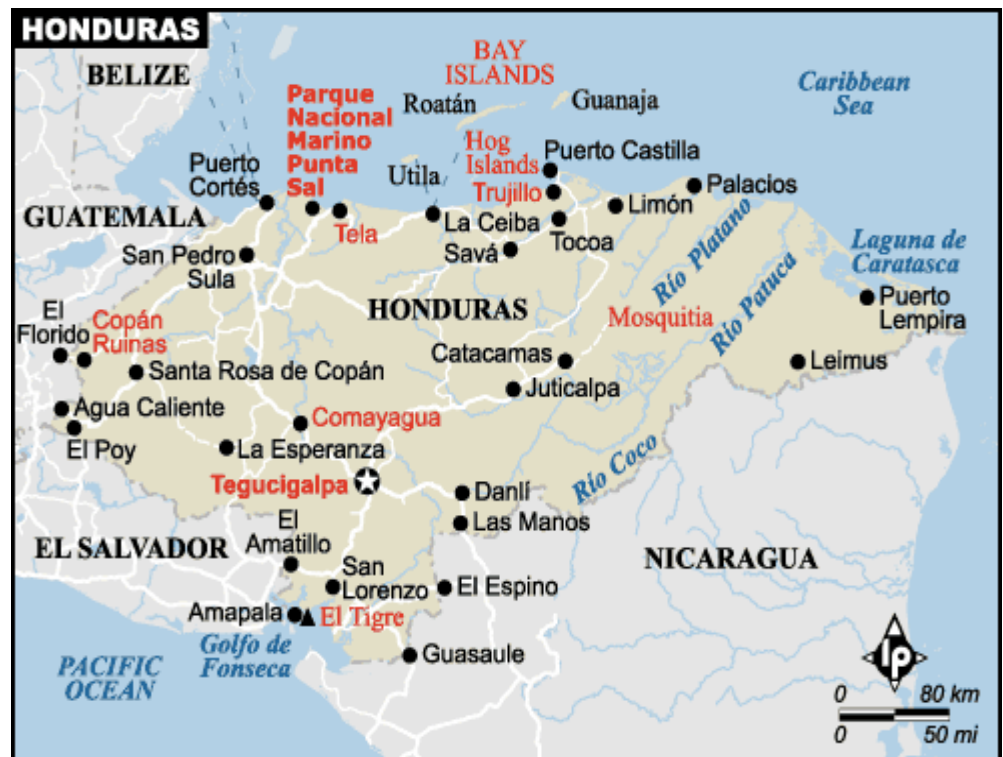 HONDURAS
BELIZE
BAY
ISLANDS
Caribbean
Sea
Parque
Nacional
Marino
Punta
Sal
Roatán
Guanaja
Hog
Islands
Puerto Castilla
Puerto
Cortés
Utila
Trujillo
Palacios
GUATEMALA
Tela
La Ceiba
Limón
Savá
Tocoa
San Pedro
Sula
Río Platano
Laguna de
Caratasca
Río Patuca
HONDURAS
Mosquitia
Puerto
Lempira
El
Florido
Copán
Ruinas
Catacamas
Leimus
Santa Rosa de Copán
Juticalpa
Agua Caliente
Comayagua
El Poy
La Esperanza
Río Coco
Tegucigalpa
Danlí
El
Amatillo
Las Manos
EL SALVADOR
NICARAGUA
San
Lorenzo
El Espino
Amapala
El Tigre
Golfo de
Fonseca
Guasaule
PACIFIC
OCEAN
lp
0 80 km
0 50 mi